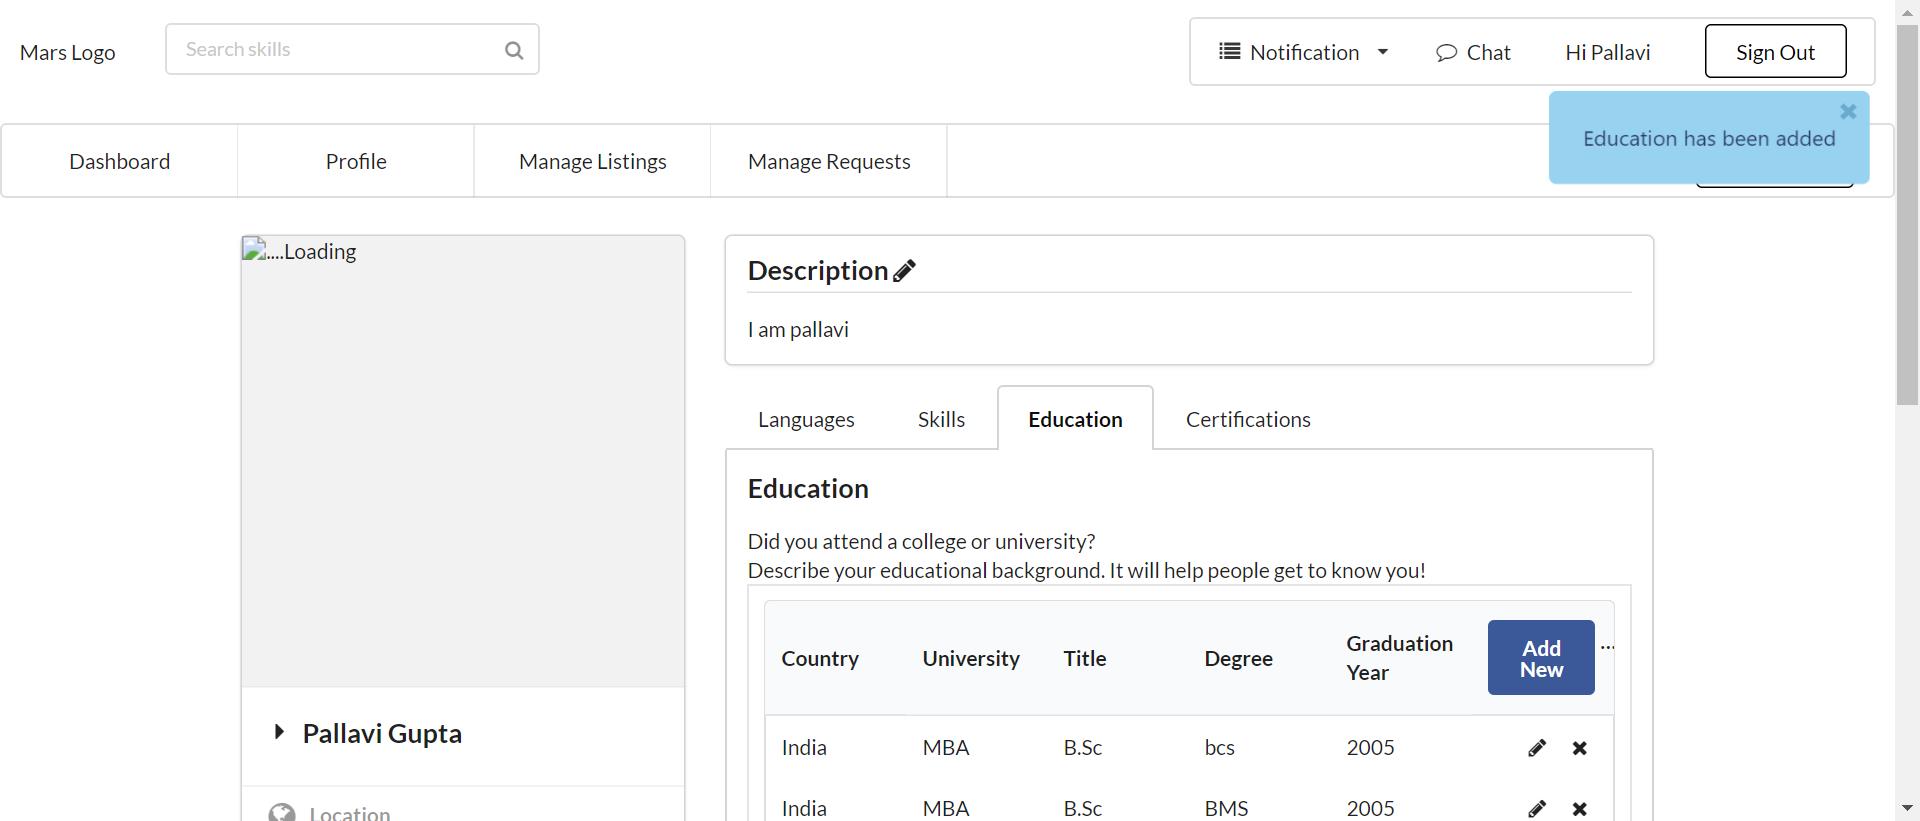 Mars Logo
Search skills
Notification
Chat
Hi Pallavi
Sign Out
Education has been added
Dashboard
Profile
Manage Listings
Manage Requests
....Loading
Description
I am pallavi
Languages
Skills
Education
Certifications
Education
Did you attend a college or university?
Describe your educational background. It will help people get to know you!
Country University Title Degree Graduation Year Add New ...
India MBA B.Sc bcs 2005
India MBA B.Sc BMS 2005
Pallavi Gupta
Location